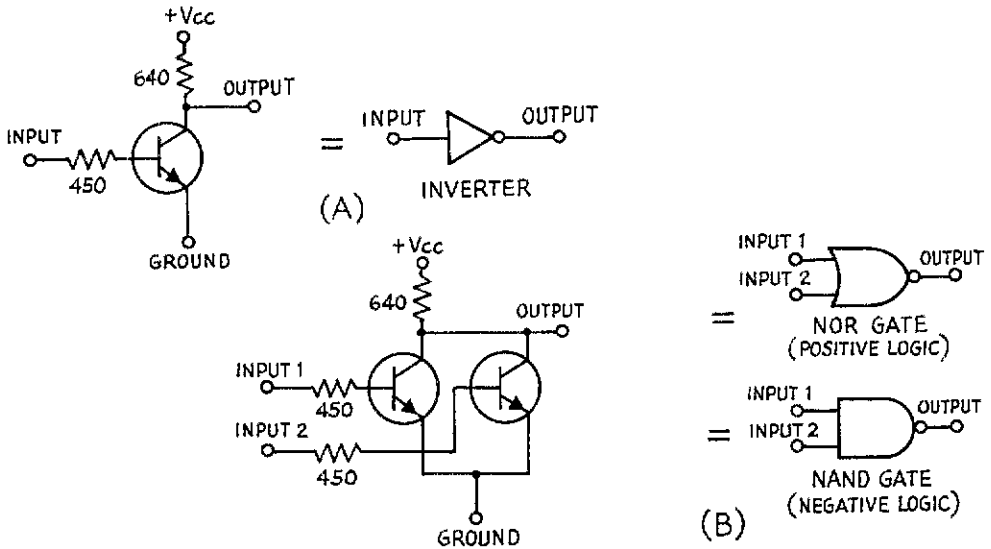 +Vcc
640
OUTPUT
INPUT
450
GROUND
=
INPUT
OUTPUT
INVERTER
(A)
+Vcc
640
OUTPUT
INPUT 1
450
INPUT 2
450
GROUND
=
INPUT 1
INPUT 2
OUTPUT
NOR GATE
(POSITIVE LOGIC)
=
INPUT 1
INPUT 2
OUTPUT
NAND GATE
(NEGATIVE LOGIC)
(B)